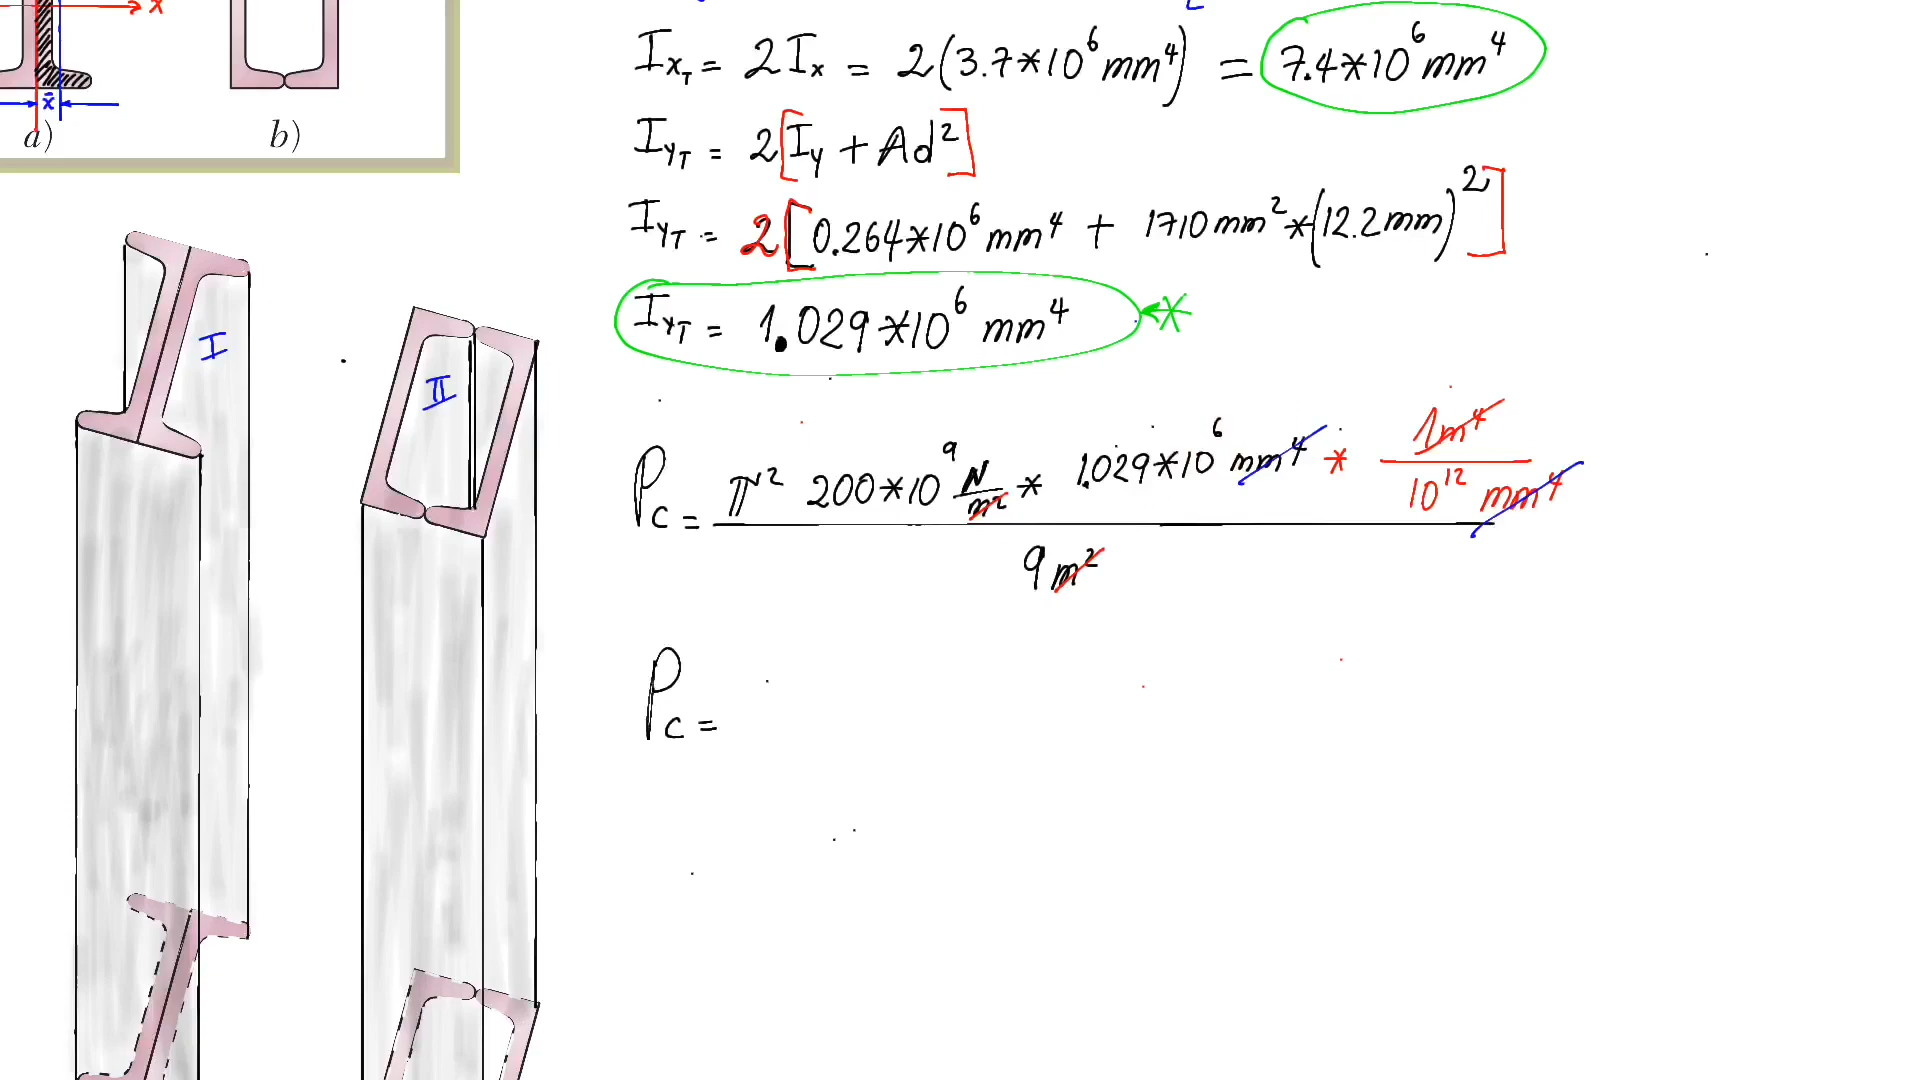 x
x̄
a)
b)
I_{x_T} = 2I_x = 2(3.7*10^6 mm^4) = 7.4*10^6 mm^4
I_{y_T} = 2[I_y + Ad^2]
I_{y_T} = 2[0.264*10^6 mm^4 + 1710 mm^2*(12.2 mm)^2]
I_{y_T} = 1.029*10^6 mm^4 *
I
II
P_c = π^2 200*10^9 N/m^2 * 1.029*10^6 mm^4 * 1m^4/10^12 mm^4
9 m^2
P_c =